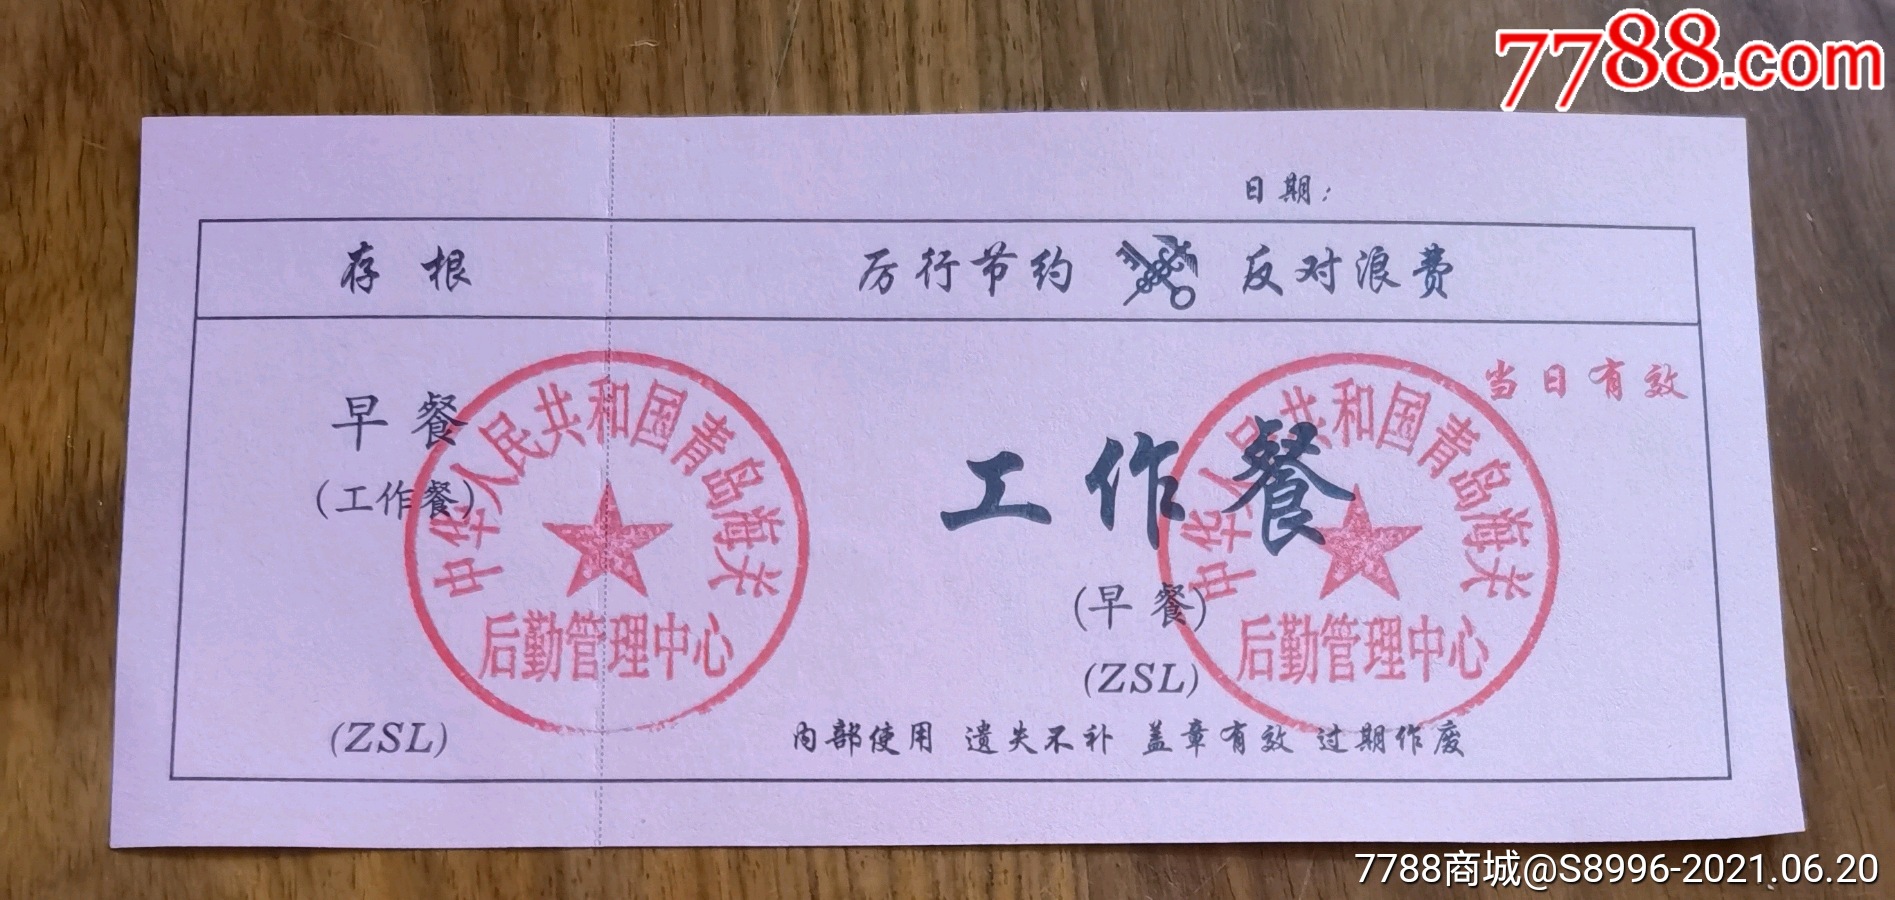 7788.com
日期：
存根
厉行节约 反对浪费
当日有效
早餐
(工作餐)
中华人民共和国青岛海关
后勤管理中心
(ZSL)
工作餐
(早餐)
(ZSL)
中华人民共和国青岛海关
后勤管理中心
内部使用 遗失不补 盖章有效 过期作废
7788商城@S8996-2021.06.20